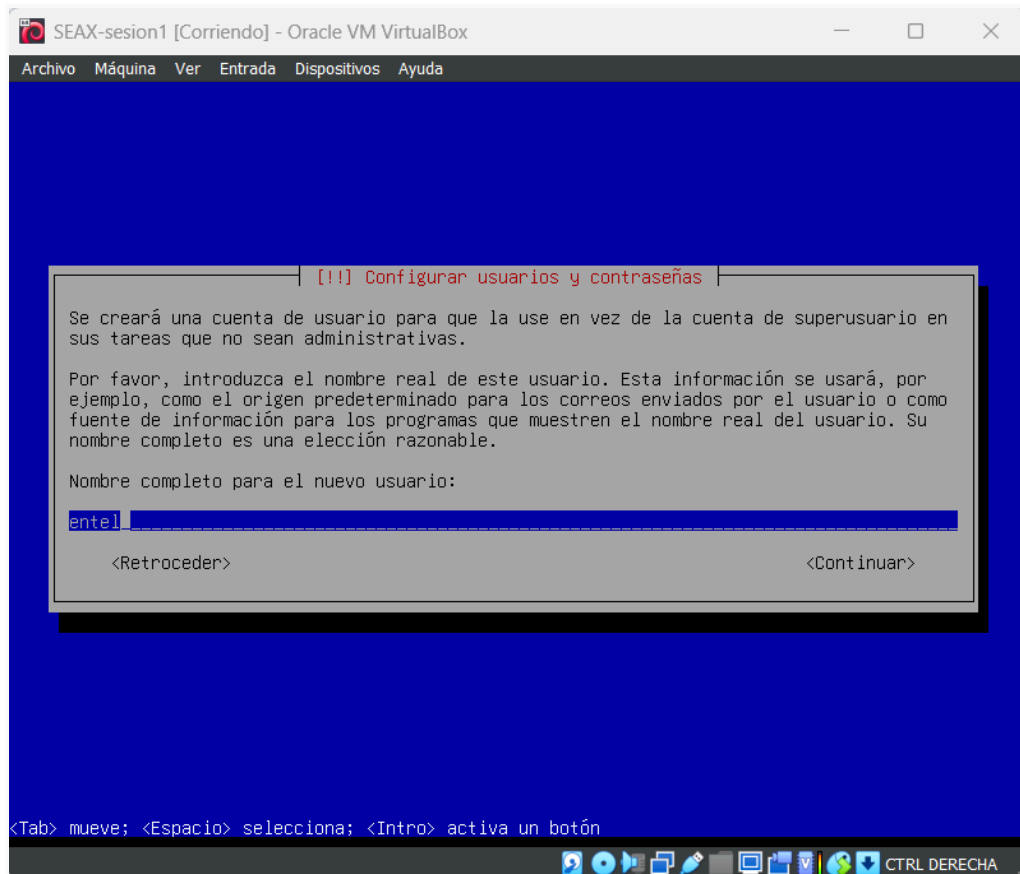 SEAX-sesion1 [Corriendo] - Oracle VM VirtualBox
Archivo Máquina Ver Entrada Dispositivos Ayuda
[!!] Configurar usuarios y contraseñas
Se creará una cuenta de usuario para que la use en vez de la cuenta de superusuario en
sus tareas que no sean administrativas.
Por favor, introduzca el nombre real de este usuario. Esta información se usará, por
ejemplo, como el origen predeterminado para los correos enviados por el usuario o como
fuente de información para los programas que muestren el nombre real del usuario. Su
nombre completo es una elección razonable.
Nombre completo para el nuevo usuario:
entel
<Retroceder> <Continuar>
<Tab> mueve; <Espacio> selecciona; <Intro> activa un botón
CTRL DERECHA